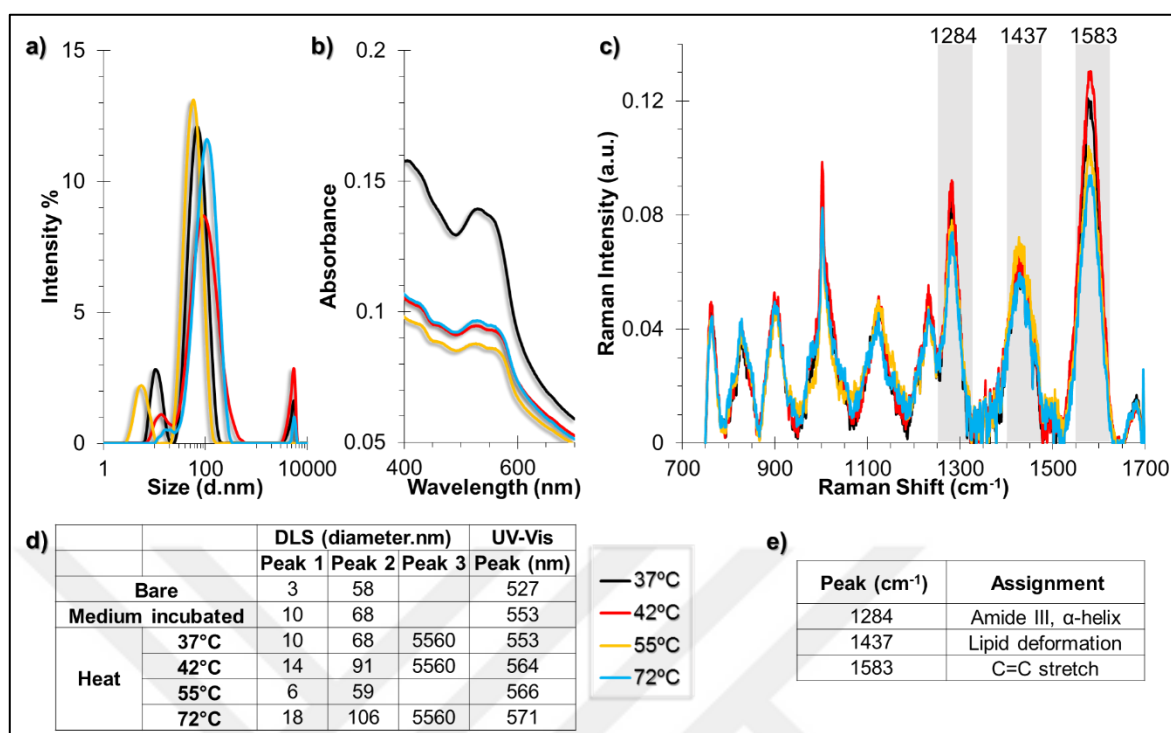 a)
15
10
5
0
Intensity %
1 100 10000
Size (d.nm)
b)
0.2
0.15
0.1
0.05
Absorbance
400 600
Wavelength (nm)
c)
1284 1437 1583
0.12
0.08
0.04
0
Raman Intensity (a.u.)
700 900 1100 1300 1500 1700
Raman Shift (cm-1)
d)
DLS (diameter.nm) UV-Vis
Peak 1 Peak 2 Peak 3 Peak (nm)
Bare 3 58 527
Medium incubated 10 68 553
Heat
37°C 10 68 5560 553
42°C 14 91 5560 564
55°C 6 59 566
72°C 18 106 5560 571
37ºC
42ºC
55ºC
72ºC
e)
Peak (cm-1) Assignment
1284 Amide III, α-helix
1437 Lipid deformation
1583 C=C stretch